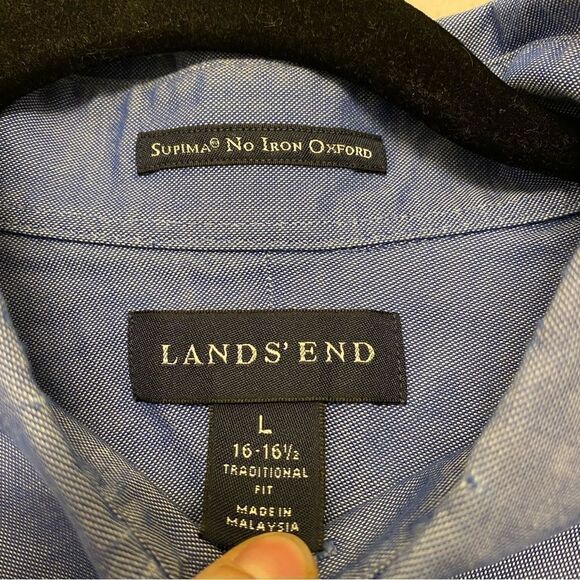 SUPIMA® NO IRON OXFORD
LANDS' END
L
16-16½
TRADITIONAL
FIT
MADE IN
MALAYSIA